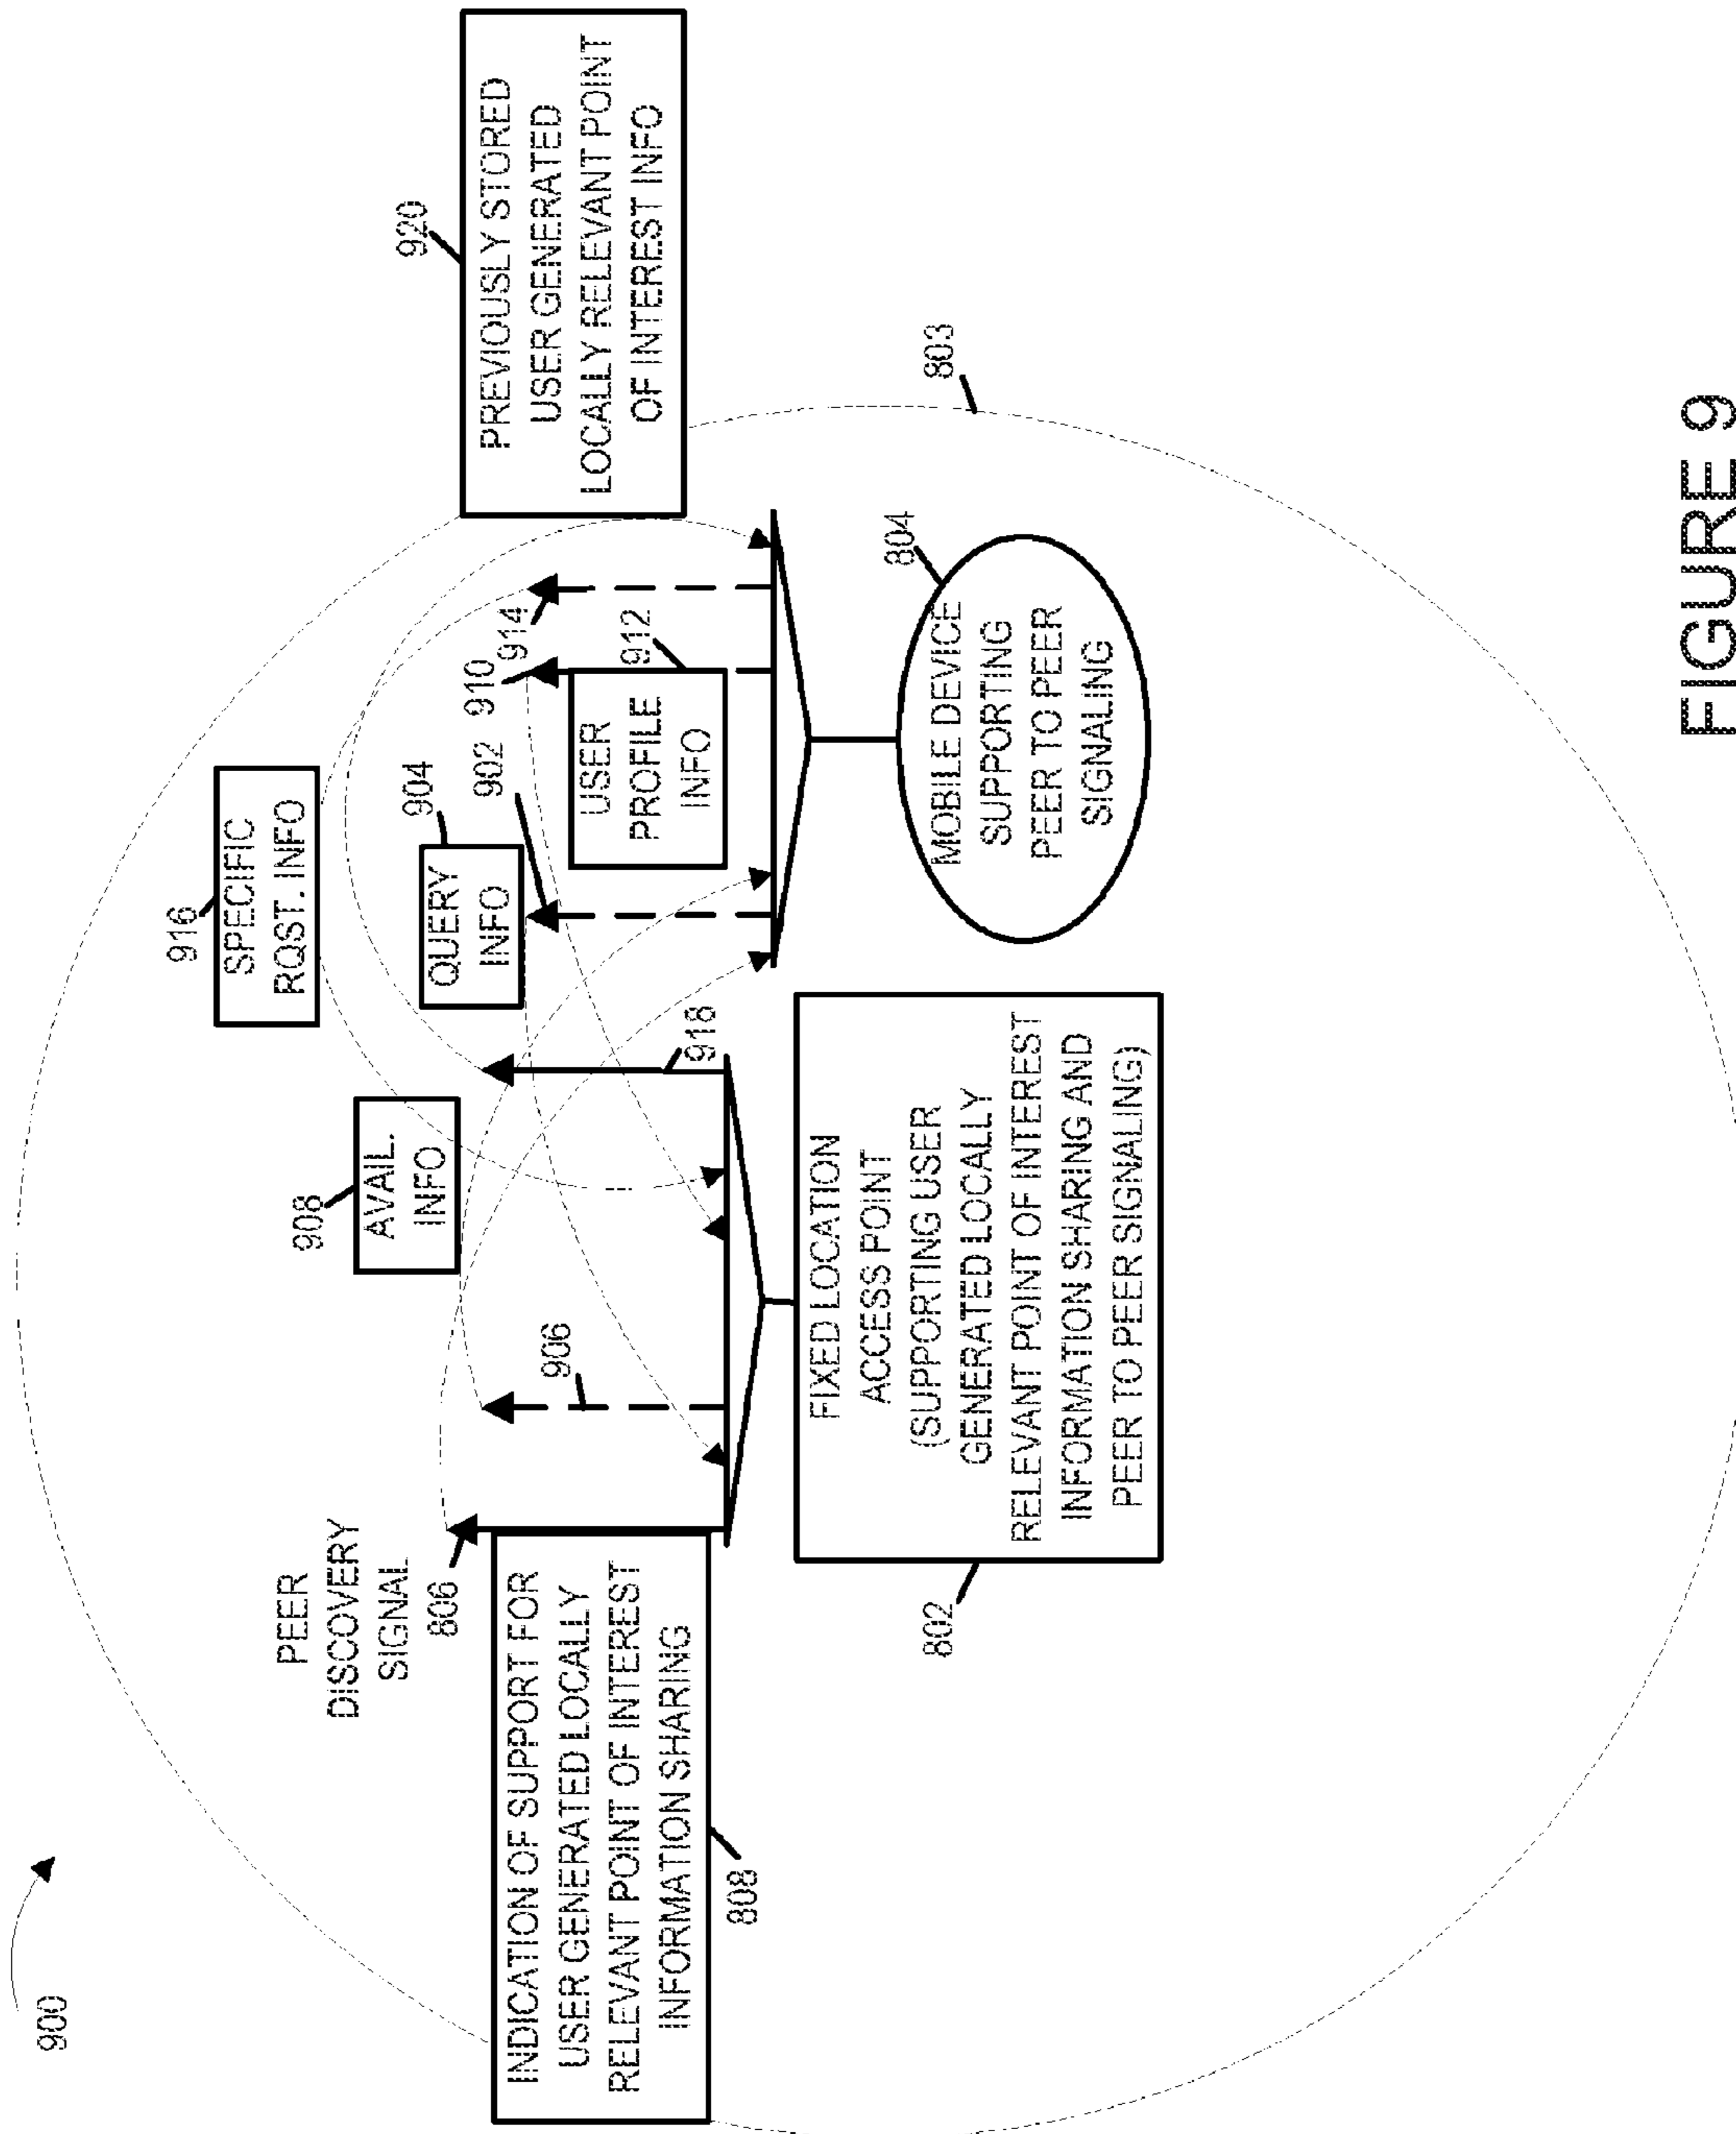 900
PEER
DISCOVERY
SIGNAL
806
INDICATION OF SUPPORT FOR
USER GENERATED LOCALLY
RELEVANT POINT OF INTEREST
INFORMATION SHARING
808
906
908
AVAIL.
INFO
918
916
SPECIFIC
RQST. INFO
904
QUERY
INFO
902
910
914
USER
PROFILE
INFO
912
920
PREVIOUSLY STORED
USER GENERATED
LOCALLY RELEVANT POINT
OF INTEREST INFO
803
802
FIXED LOCATION
ACCESS POINT
(SUPPORTING USER
GENERATED LOCALLY
RELEVANT POINT OF INTEREST
INFORMATION SHARING AND
PEER TO PEER SIGNALING)
804
MOBILE DEVICE
SUPPORTING
PEER TO PEER
SIGNALING
FIGURE 9